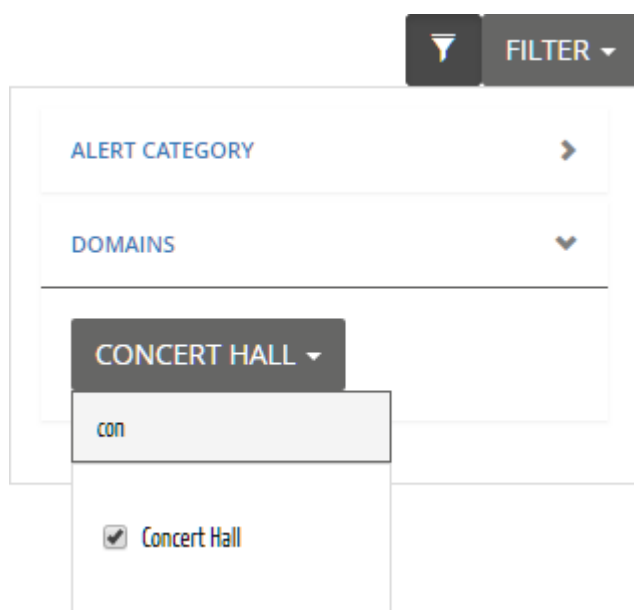 FILTER
ALERT CATEGORY
DOMAINS
CONCERT HALL
con
Concert Hall